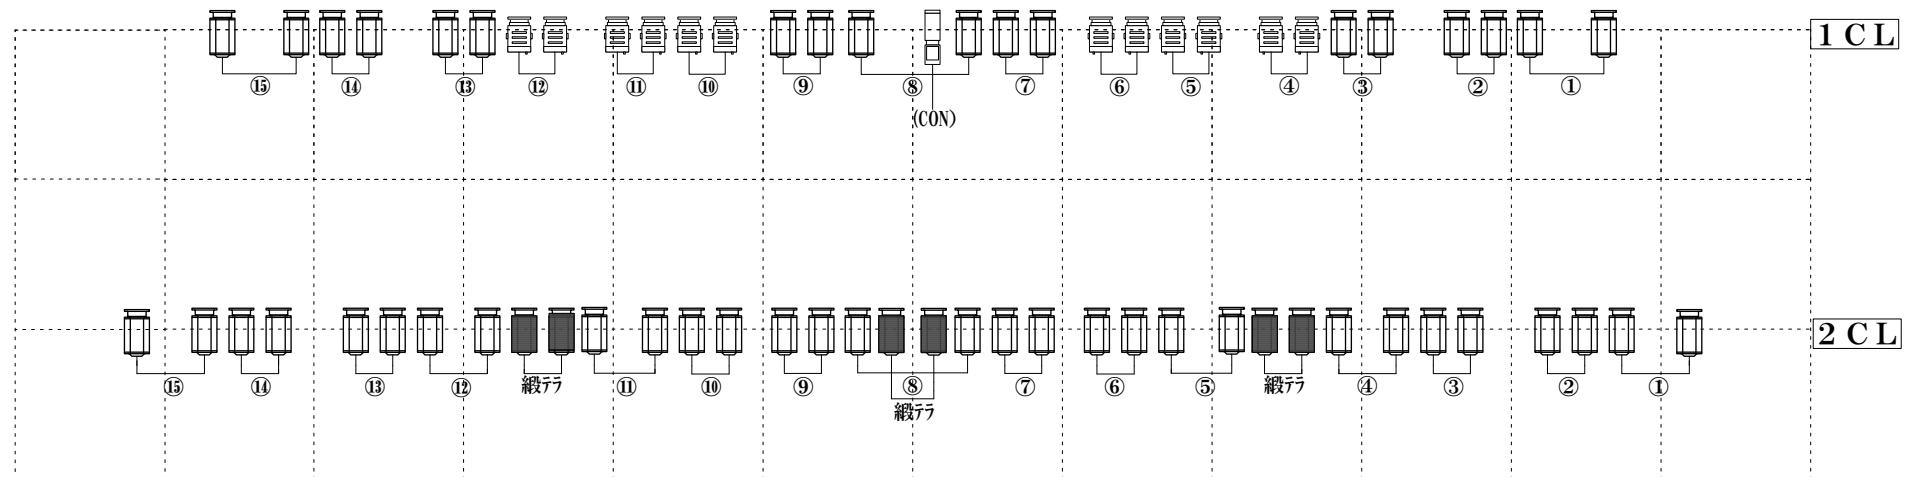 ⑮ ⑭ ⑬ ⑫ ⑪ ⑩ ⑨ ⑧ ⑦ ⑥ ⑤ ④ ③ ② ① 1CL
(CON)
⑮ ⑭ ⑬ ⑫ 緞ﾃﾗ ⑪ ⑩ ⑨ ⑧ ⑦ ⑥ ⑤ 緞ﾃﾗ ④ ③ ② ① 2CL
緞ﾃﾗ